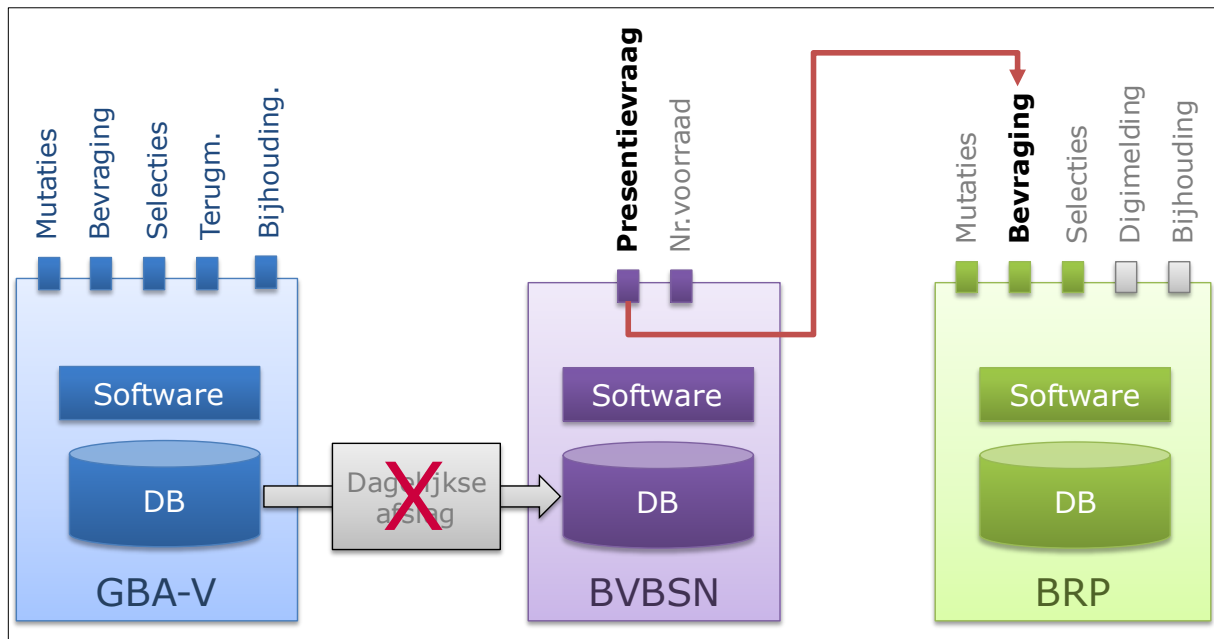 Mutaties
Bevraging
Selecties
Terugm.
Bijhouding.
Presentievraag
Nr.voorraad
Mutaties
Bevraging
Selecties
Digimelding
Bijhouding
Software
DB
GBA-V
Dagelijkse
afslag
X
Software
DB
BVBSN
Software
DB
BRP